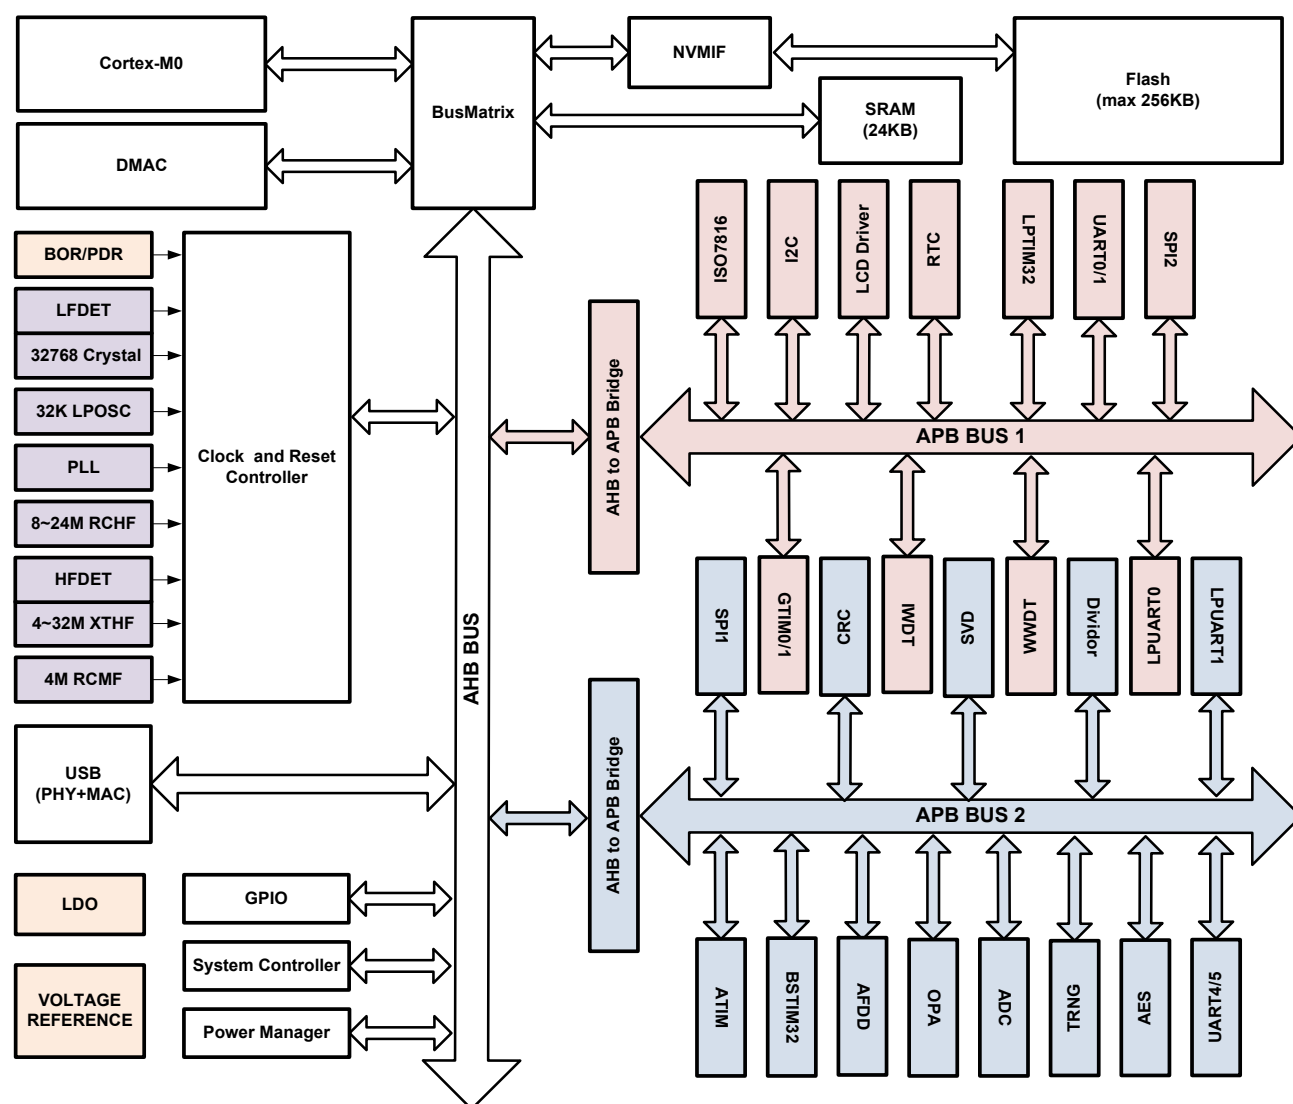 Cortex-M0
DMAC
BusMatrix
NVMIF
SRAM
(24KB)
Flash
(max 256KB)
BOR/PDR
LFDET
32768 Crystal
32K LPOSC
PLL
8~24M RCHF
HFDET
4~32M XTHF
4M RCMF
Clock and Reset
Controller
USB
(PHY+MAC)
LDO
VOLTAGE
REFERENCE
GPIO
System Controller
Power Manager
AHB BUS
AHB to APB Bridge
ISO7816
I2C
LCD Driver
RTC
LPTIM32
UART0/1
SPI2
APB BUS 1
SPI1
GTIM0/1
CRC
IWDT
SVD
WWDT
Dividor
LPUART0
LPUART1
AHB to APB Bridge
APB BUS 2
ATIM
BSTIM32
AFDD
OPA
ADC
TRNG
AES
UART4/5